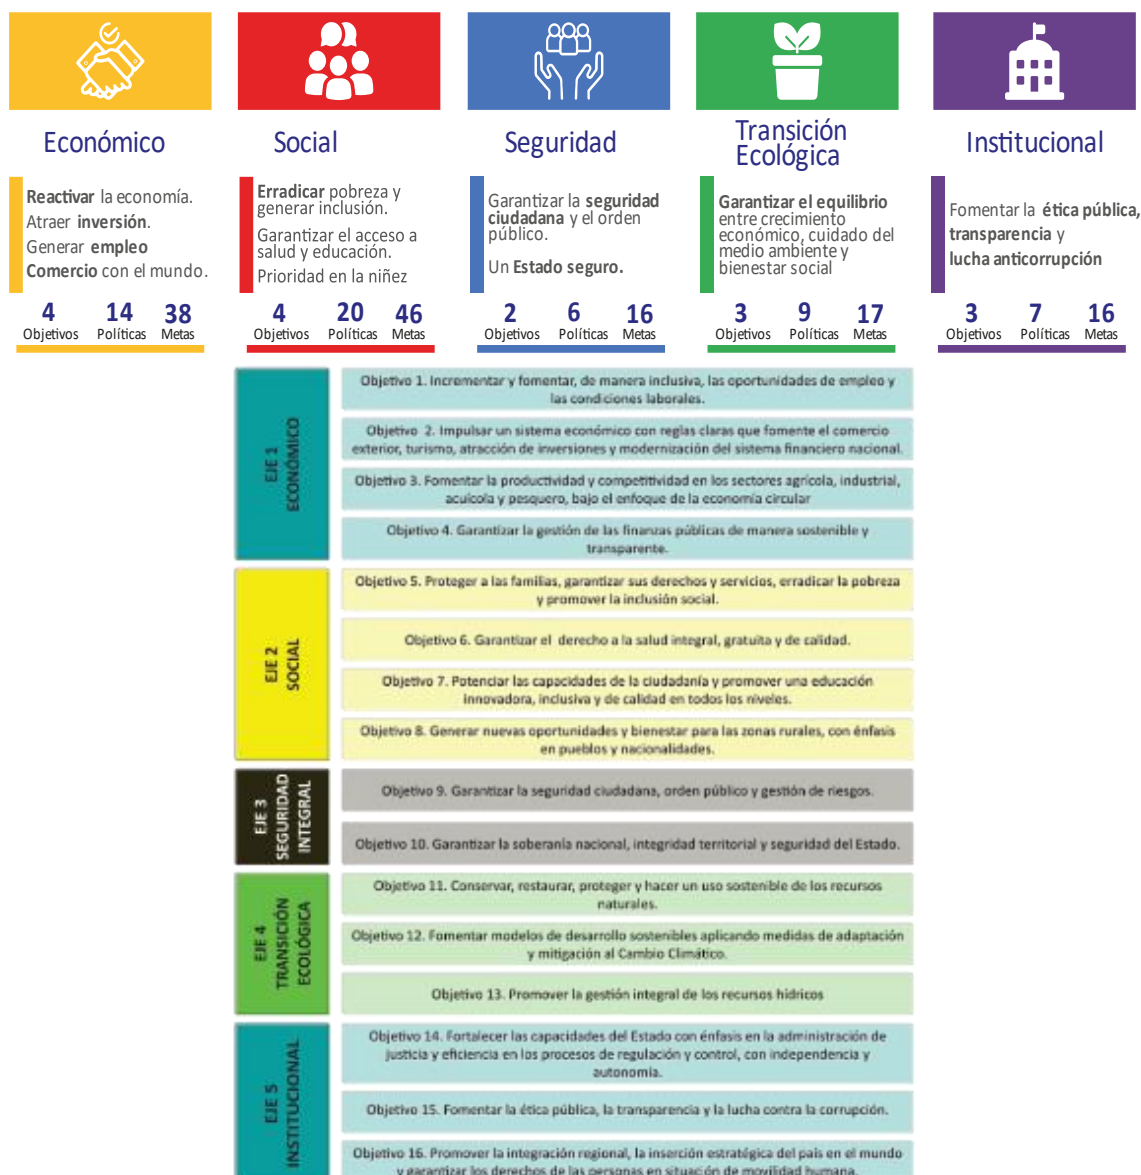 Económico
Reactivar la economía.
Atraer inversión.
Generar empleo
Comercio con el mundo.
4 14 38
Objetivos Políticas Metas
Social
Erradicar pobreza y
generar inclusión.
Garantizar el acceso a
salud y educación.
Prioridad en la niñez
4 20 46
Objetivos Políticas Metas
Seguridad
Garantizar la seguridad
ciudadana y el orden
público.
Un Estado seguro.
2 6 16
Objetivos Políticas Metas
Transición
Ecológica
Garantizar el equilibrio
entre crecimiento
económico, cuidado del
medio ambiente y
bienestar social
3 9 17
Objetivos Políticas Metas
Institucional
Fomentar la ética pública,
transparencia y
lucha anticorrupción
3 7 16
Objetivos Políticas Metas
EJE 1
ECONÓMICO
Objetivo 1. Incrementar y fomentar, de manera inclusiva, las oportunidades de empleo y
las condiciones laborales.
Objetivo 2. Impulsar un sistema económico con reglas claras que fomente el comercio
exterior, turismo, atracción de inversiones y modernización del sistema financiero nacional.
Objetivo 3. Fomentar la productividad y competitividad en los sectores agrícola, industrial,
acuícola y pesquero, bajo el enfoque de la economía circular
Objetivo 4. Garantizar la gestión de las finanzas públicas de manera sostenible y
transparente.
EJE 2
SOCIAL
Objetivo 5. Proteger a las familias, garantizar sus derechos y servicios, erradicar la pobreza
y promover la inclusión social.
Objetivo 6. Garantizar el derecho a la salud integral, gratuita y de calidad.
Objetivo 7. Potenciar las capacidades de la ciudadanía y promover una educación
innovadora, inclusiva y de calidad en todos los niveles.
Objetivo 8. Generar nuevas oportunidades y bienestar para las zonas rurales, con énfasis
en pueblos y nacionalidades.
EJE 3
SEGURIDAD
INTEGRAL
Objetivo 9. Garantizar la seguridad ciudadana, orden público y gestión de riesgos.
Objetivo 10. Garantizar la soberanía nacional, integridad territorial y seguridad del Estado.
EJE 4
TRANSICIÓN
ECOLÓGICA
Objetivo 11. Conservar, restaurar, proteger y hacer un uso sostenible de los recursos
naturales.
Objetivo 12. Fomentar modelos de desarrollo sostenibles aplicando medidas de adaptación
y mitigación al Cambio Climático.
Objetivo 13. Promover la gestión integral de los recursos hídricos
EJE 5
INSTITUCIONAL
Objetivo 14. Fortalecer las capacidades del Estado con énfasis en la administración de
justicia y eficiencia en los procesos de regulación y control, con independencia y
autonomía.
Objetivo 15. Fomentar la ética pública, la transparencia y la lucha contra la corrupción.
Objetivo 16. Promover la integración regional, la inserción estratégica del país en el mundo
y garantizar los derechos de las personas en situación de movilidad humana.